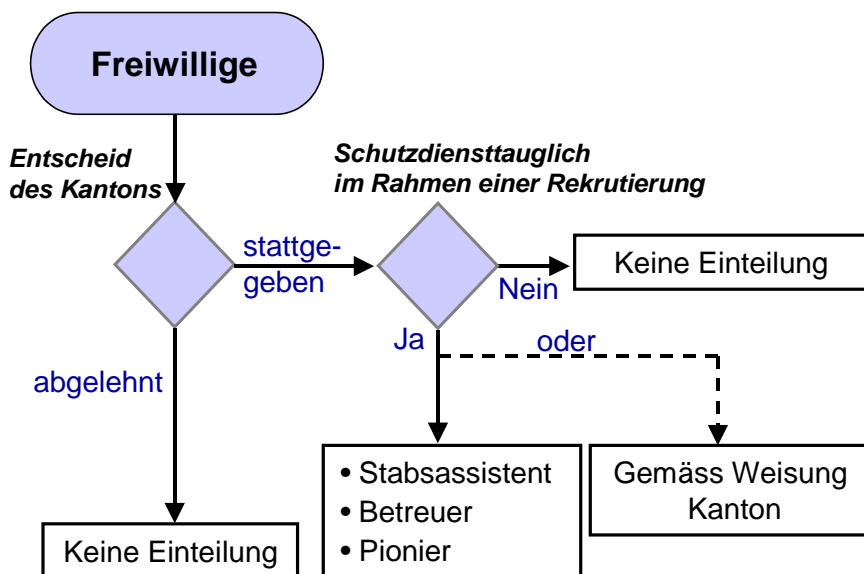 Freiwillige
Entscheid
des Kantons
Schutzdiensttauglich
im Rahmen einer Rekrutierung
stattge-
geben
Nein
Keine Einteilung
Ja
oder
abgelehnt
• Stabsassistent
• Betreuer
• Pionier
Gemäss Weisung
Kanton
Keine Einteilung